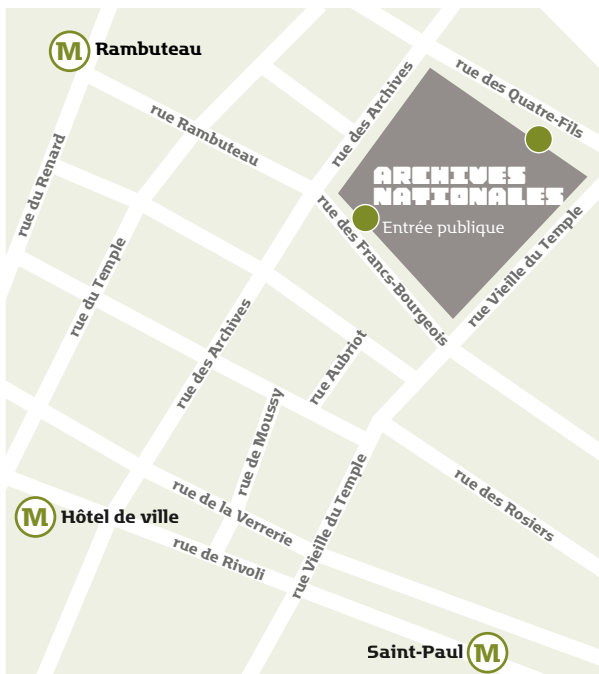 M Rambuteau
rue des Quatre-Fils
rue des Archives
rue Rambuteau
rue du Renard
ARCHIVES
NATIONALES
Entrée publique
rue des Francs-Bourgeois
rue Vieille du Temple
rue du Temple
rue des Archives
rue Aubriot
rue de Moussy
rue Vieille du Temple
rue des Rosiers
M Hôtel de ville
rue de la Verrerie
rue de Rivoli
Saint-Paul M